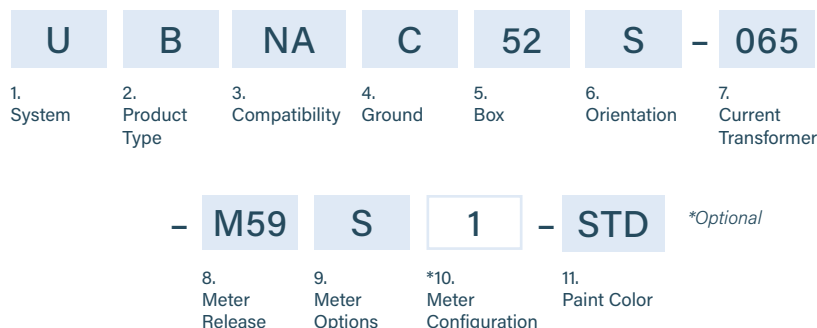 U B NA C 52 S – 065
1. 2. 3. 4. 5. 6. 7.
System Product Compatibility Ground Box Orientation Current
Type Transformer
– M59 S 1 – STD *Optional
8. 9. *10. 11.
Meter Meter Meter Paint Color
Release Options Configuration